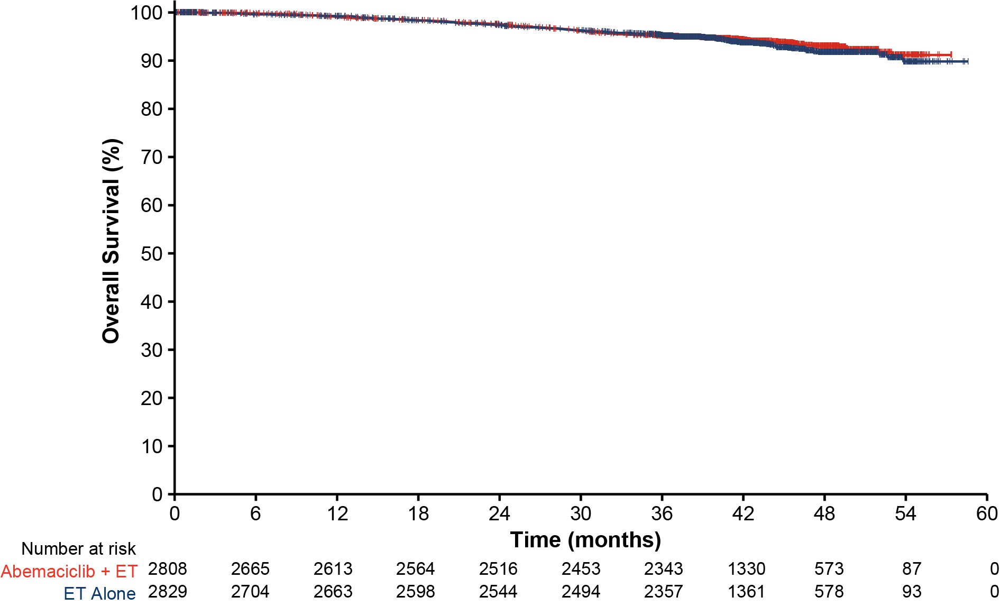 100
90
80
70
60
50
40
30
20
10
0
Overall Survival (%)
0 6 12 18 24 30 36 42 48 54 60
Time (months)
Number at risk
Abemaciclib + ET 2808 2665 2613 2564 2516 2453 2343 1330 573 87 0
ET Alone 2829 2704 2663 2598 2544 2494 2357 1361 578 93 0